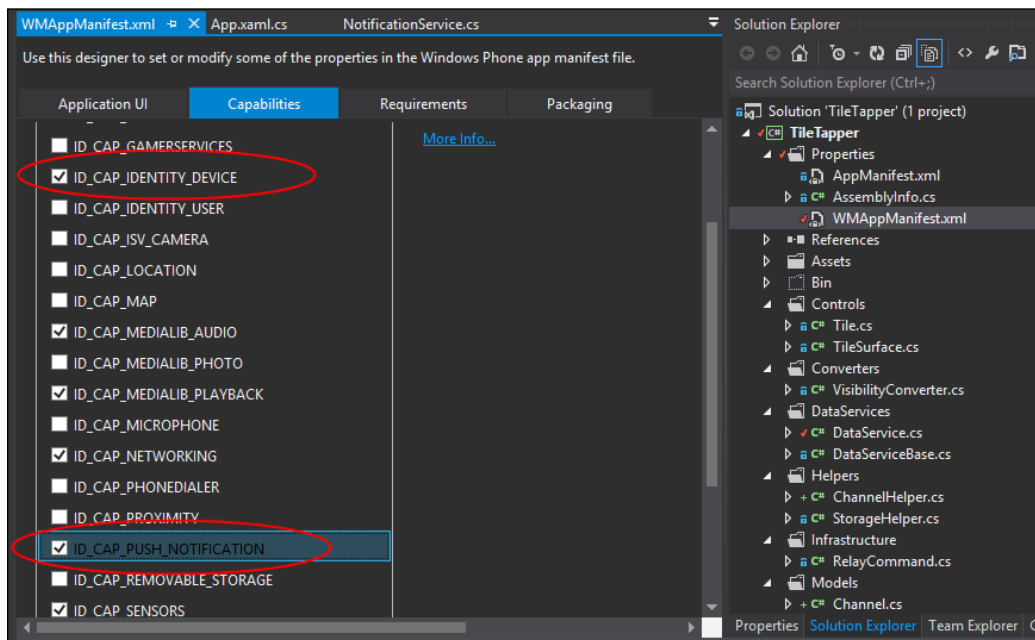 WMAppManifest.xml App.xaml.cs NotificationService.cs
Use this designer to set or modify some of the properties in the Windows Phone app manifest file.
Application UI Capabilities Requirements Packaging
ID_CAP_GAMERSERVICES
ID_CAP_IDENTITY_DEVICE
ID_CAP_IDENTITY_USER
ID_CAP_ISV_CAMERA
ID_CAP_LOCATION
ID_CAP_MAP
ID_CAP_MEDIALIB_AUDIO
ID_CAP_MEDIALIB_PHOTO
ID_CAP_MEDIALIB_PLAYBACK
ID_CAP_MICROPHONE
ID_CAP_NETWORKING
ID_CAP_PHONEDIALER
ID_CAP_PROXIMITY
ID_CAP_PUSH_NOTIFICATION
ID_CAP_REMOVABLE_STORAGE
ID_CAP_SENSORS
More Info...
Solution Explorer
Search Solution Explorer (Ctrl+;)
Solution 'TileTapper' (1 project)
C# TileTapper
Properties
AppManifest.xml
C# AssemblyInfo.cs
WMAppManifest.xml
References
Assets
Bin
Controls
C# Tile.cs
C# TileSurface.cs
Converters
C# VisibilityConverter.cs
DataServices
C# DataService.cs
C# DataServiceBase.cs
Helpers
+ C# ChannelHelper.cs
C# StorageHelper.cs
Infrastructure
C# RelayCommand.cs
Models
+ C# Channel.cs
Properties Solution Explorer Team Explorer